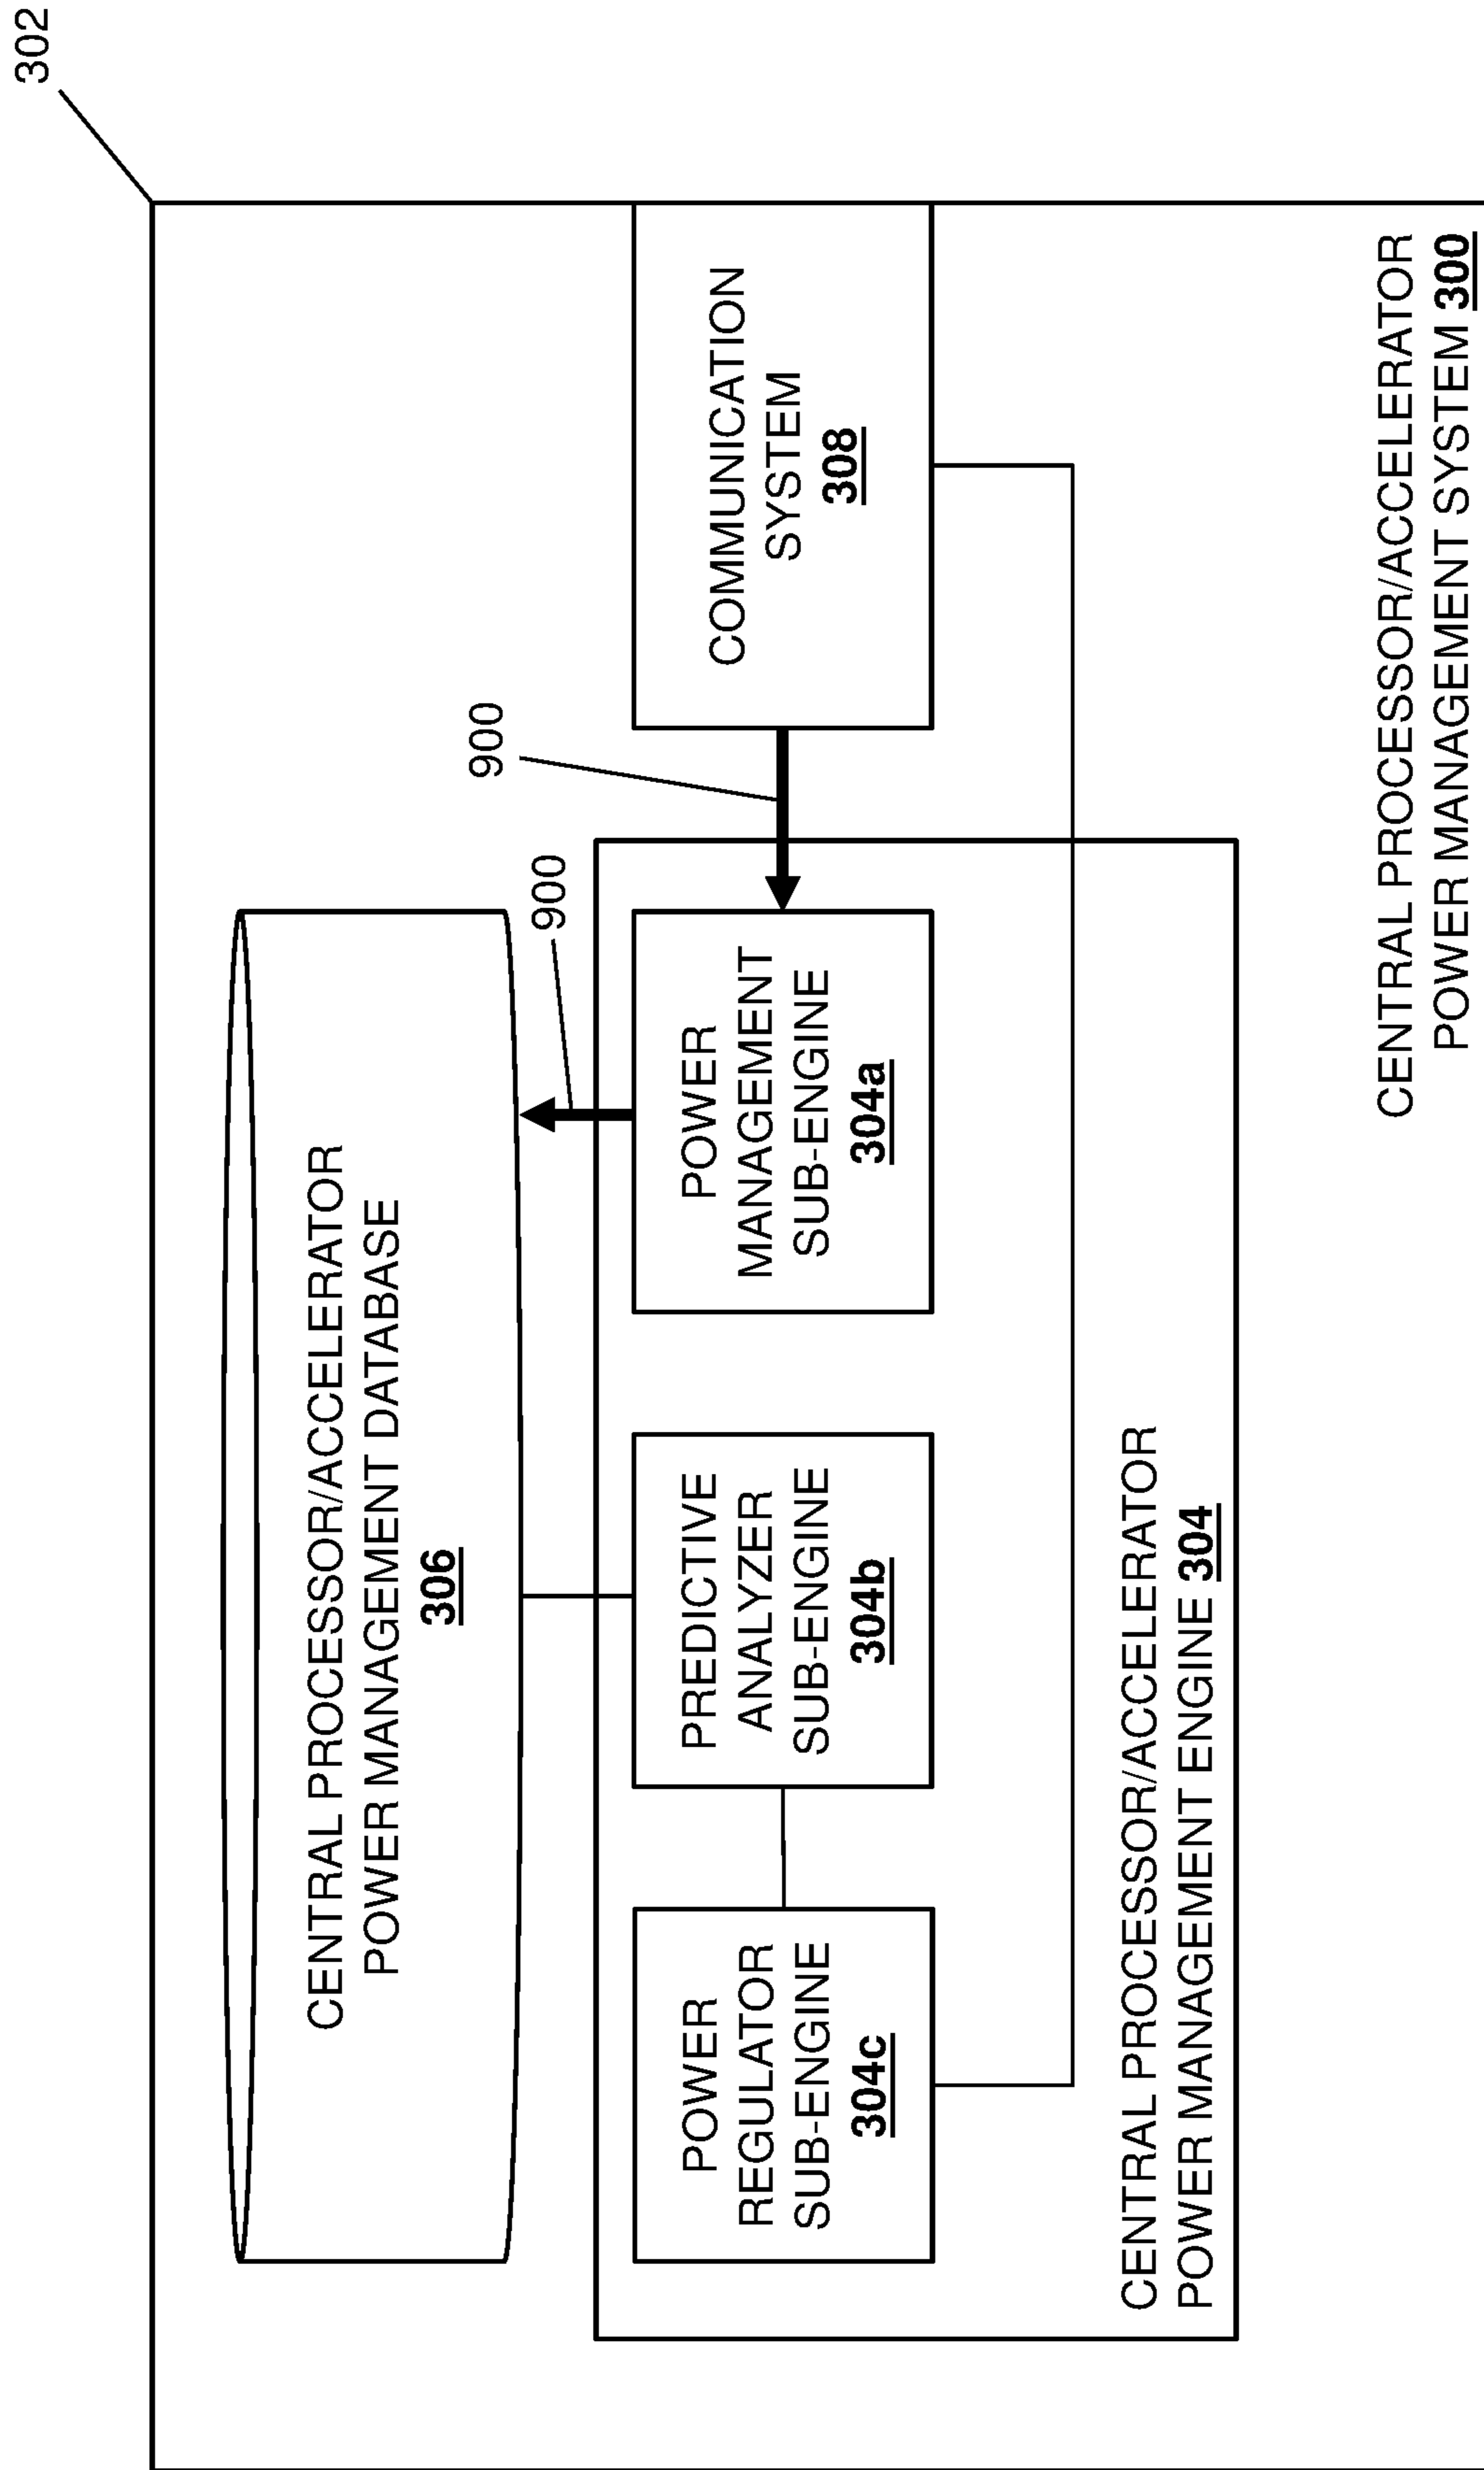 302
CENTRAL PROCESSOR/ACCELERATOR
POWER MANAGEMENT DATABASE
306
900
900
POWER
REGULATOR
SUB-ENGINE
304c
PREDICTIVE
ANALYZER
SUB-ENGINE
304b
POWER
MANAGEMENT
SUB-ENGINE
304a
COMMUNICATION
SYSTEM
308
CENTRAL PROCESSOR/ACCELERATOR
POWER MANAGEMENT ENGINE 304
CENTRAL PROCESSOR/ACCELERATOR
POWER MANAGEMENT SYSTEM 300